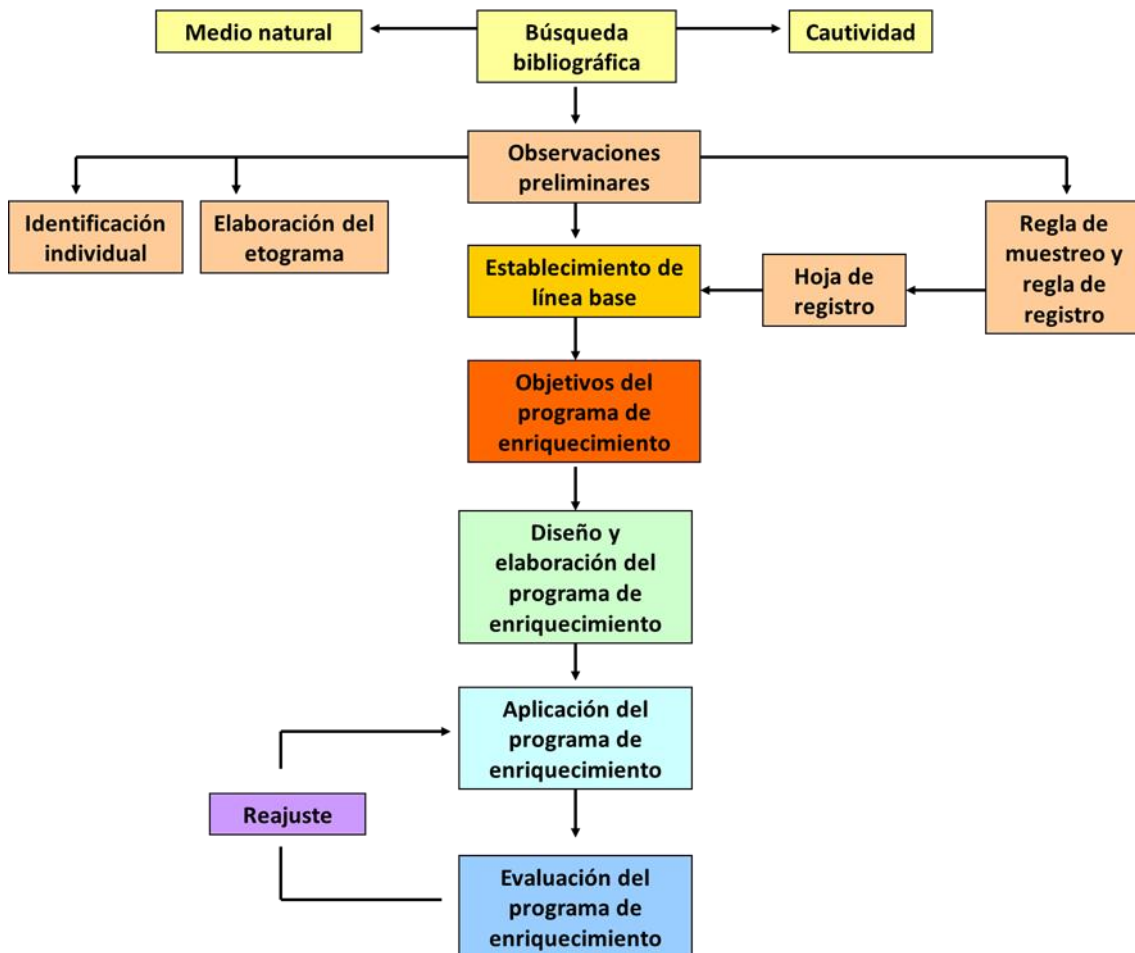 Medio natural
Búsqueda
bibliográfica
Cautividad
Observaciones
preliminares
Identificación
individual
Elaboración del
etograma
Regla de
muestreo y
regla de
registro
Hoja de
registro
Establecimiento de
línea base
Objetivos del
programa de
enriquecimiento
Diseño y
elaboración del
programa de
enriquecimiento
Aplicación del
programa de
enriquecimiento
Reajuste
Evaluación del
programa de
enriquecimiento